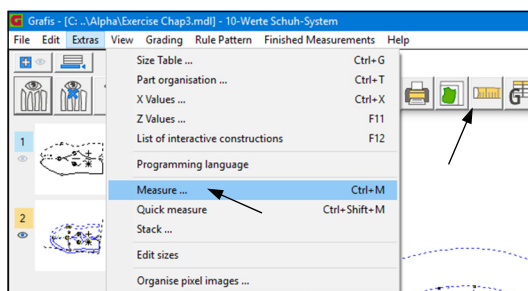 Grafis - [C: ..\Alpha\Exercise Chap3.mdl] - 10-Werte Schuh-System
File Edit Extras View Grading Rule Pattern Finished Measurements Help
Size Table ... Ctrl+G
Part organisation ... Ctrl+T
X Values ... Ctrl+X
Z Values ... F11
List of interactive constructions F12
Programming language
Measure ... Ctrl+M
Quick measure Ctrl+Shift+M
Stack ...
Edit sizes
Organise pixel images ...
1
2